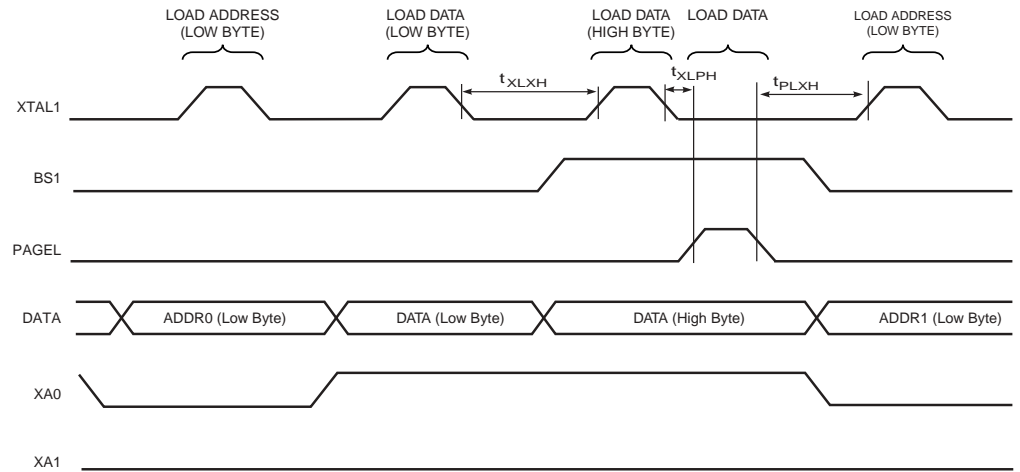 LOAD ADDRESS
(LOW BYTE)
LOAD DATA
(LOW BYTE)
LOAD DATA
(HIGH BYTE)
LOAD DATA
LOAD ADDRESS
(LOW BYTE)
XTAL1
tXLXH
tXLPH
tPLXH
BS1
PAGEL
DATA
ADDR0 (Low Byte)
DATA (Low Byte)
DATA (High Byte)
ADDR1 (Low Byte)
XA0
XA1